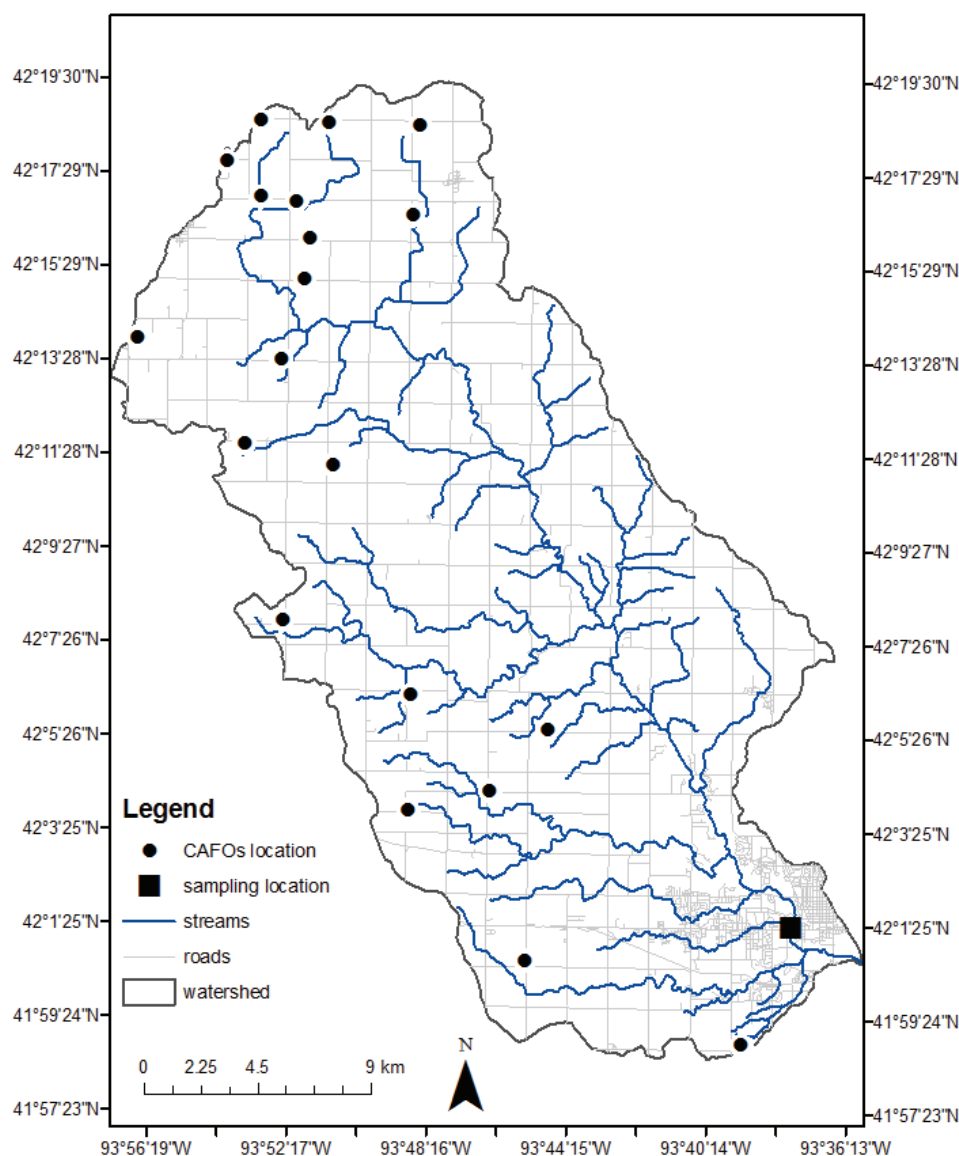 42°19'30"N
42°17'29"N
42°15'29"N
42°13'28"N
42°11'28"N
42°9'27"N
42°7'26"N
42°5'26"N
42°3'25"N
42°1'25"N
41°59'24"N
41°57'23"N
42°19'30"N
42°17'29"N
42°15'29"N
42°13'28"N
42°11'28"N
42°9'27"N
42°7'26"N
42°5'26"N
42°3'25"N
42°1'25"N
41°59'24"N
41°57'23"N
Legend
CAFOs location
sampling location
streams
roads
watershed
0 2.25 4.5 9 km
N
93°56'19"W 93°52'17"W 93°48'16"W 93°44'15"W 93°40'14"W 93°36'13"W